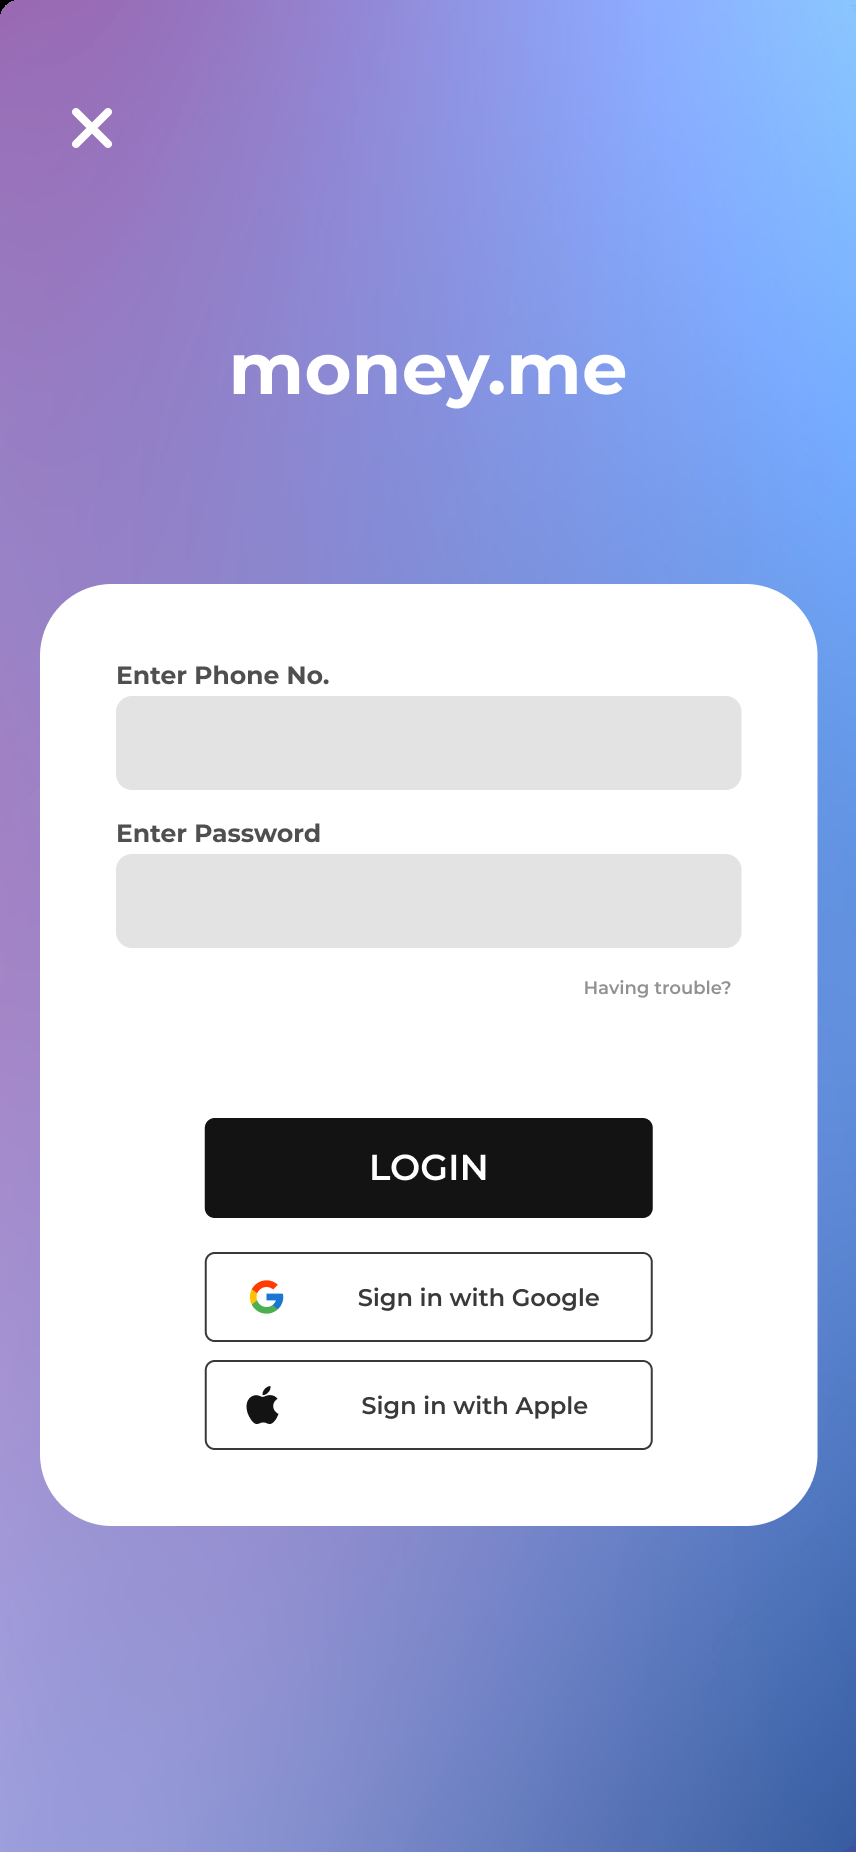 money.me
Enter Phone No.
Enter Password
Having trouble?
LOGIN
Sign in with Google
Sign in with Apple